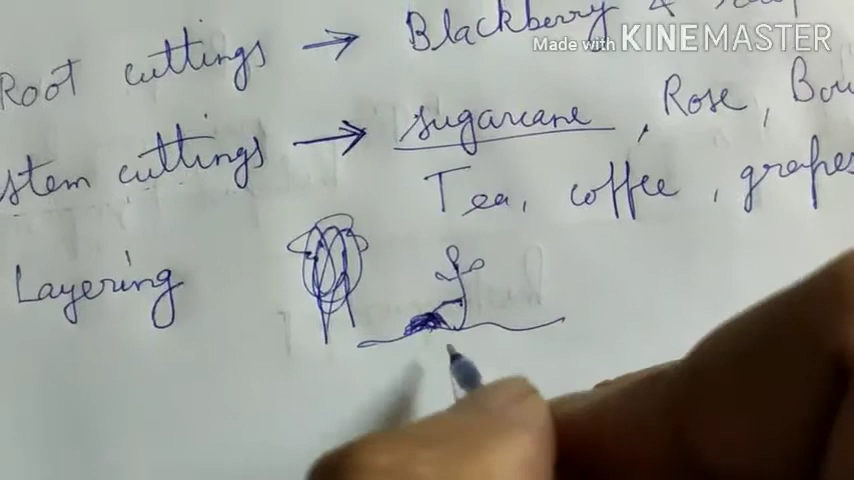 Root cuttings → Blackberry &
Made with KINEMASTER
stem cuttings → sugarcane, Rose,
Tea, coffee, grapes
Layering